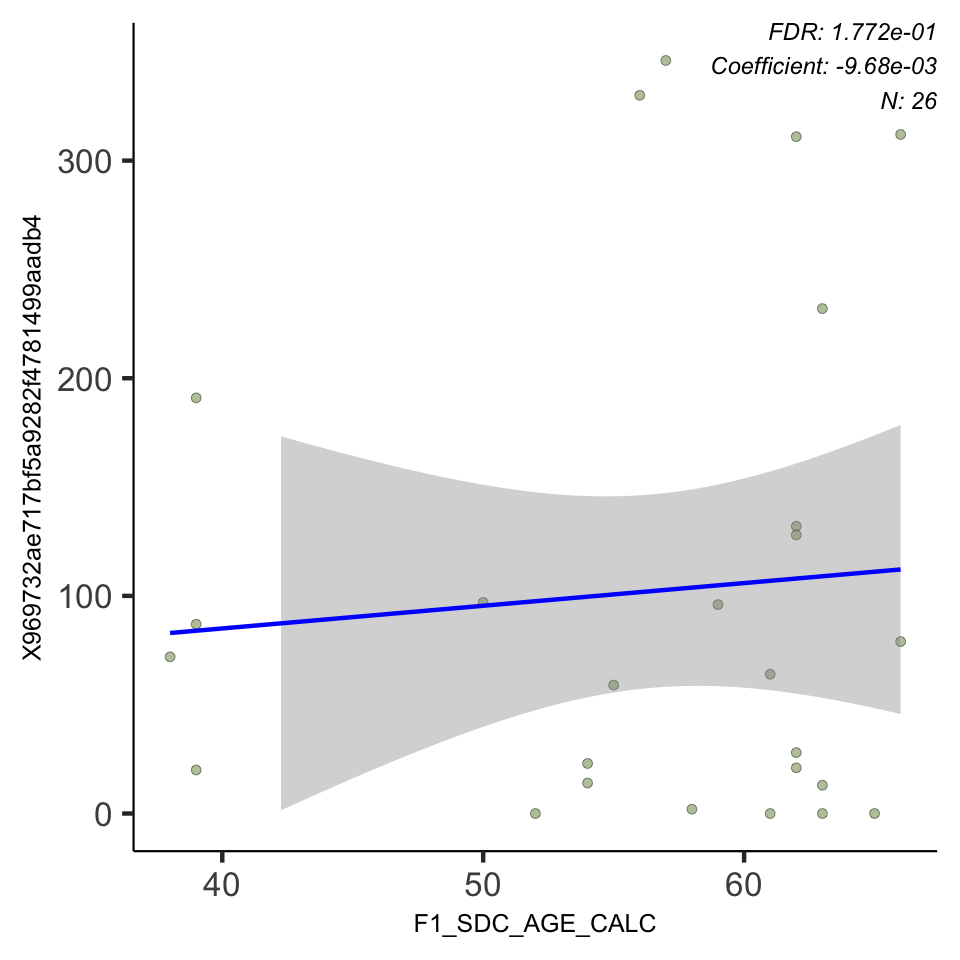 FDR: 1.772e-01
Coefficient: -9.68e-03
N: 26
X969732ae717bf5a9282f4781499aadb4
300
200
100
0
40 50 60
F1_SDC_AGE_CALC